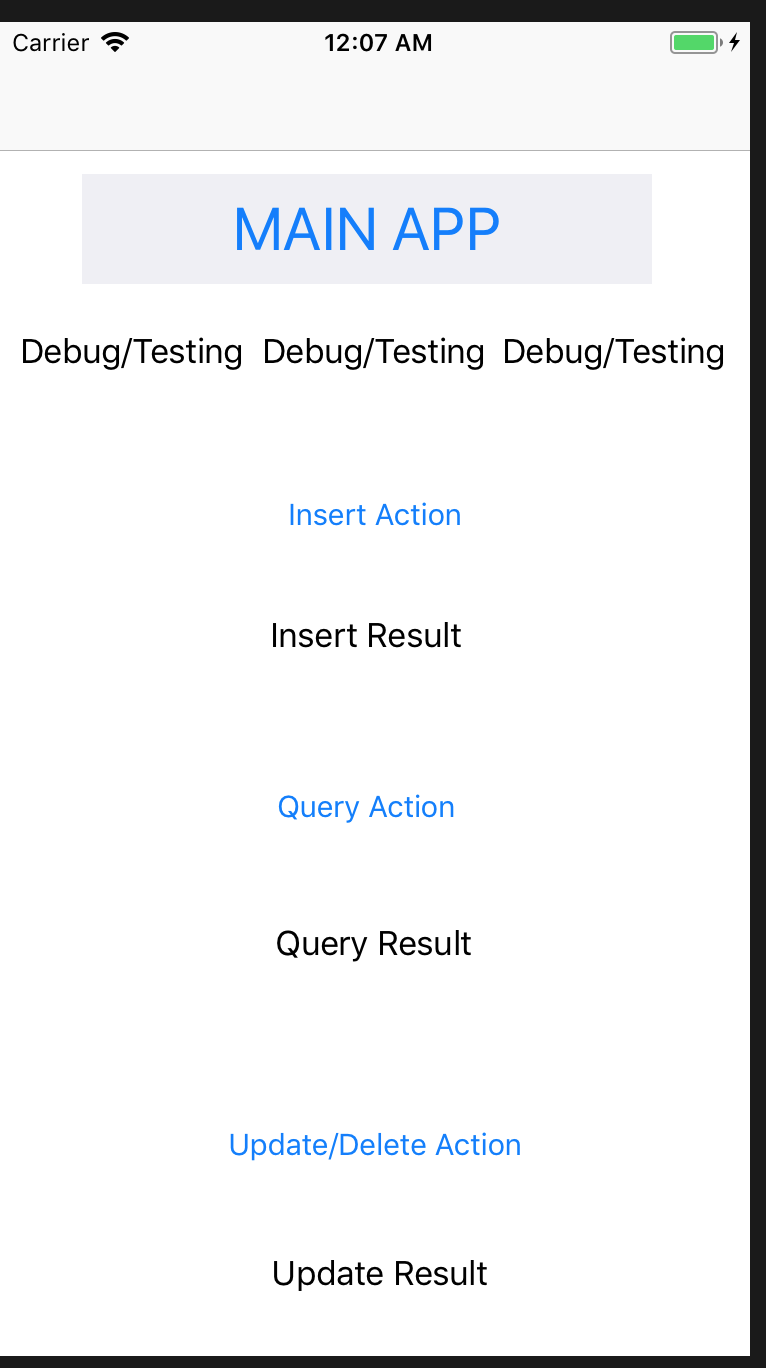 Carrier 12:07 AM
MAIN APP
Debug/Testing Debug/Testing Debug/Testing
Insert Action
Insert Result
Query Action
Query Result
Update/Delete Action
Update Result